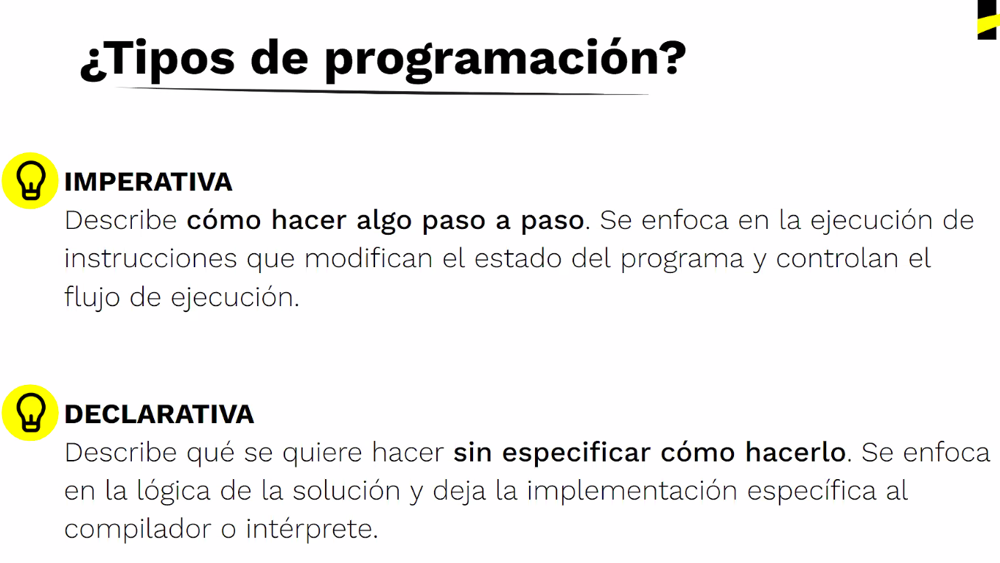 ¿Tipos de programación?
IMPERATIVA
Describe cómo hacer algo paso a paso. Se enfoca en la ejecución de
instrucciones que modifican el estado del programa y controlan el
flujo de ejecución.
DECLARATIVA
Describe qué se quiere hacer sin especificar cómo hacerlo. Se enfoca
en la lógica de la solución y deja la implementación específica al
compilador o intérprete.